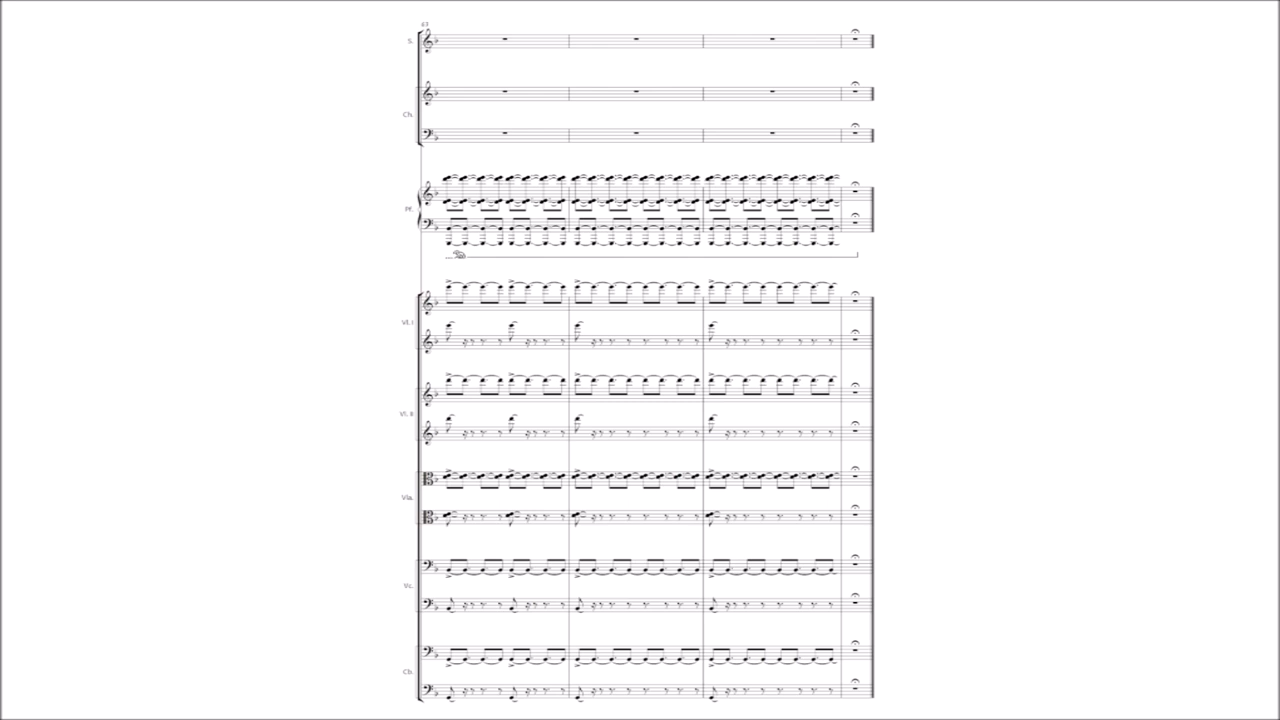 63
S.
Ch.
Pf.
Vl. I
Vl. II
Vla.
Vc.
Cb.